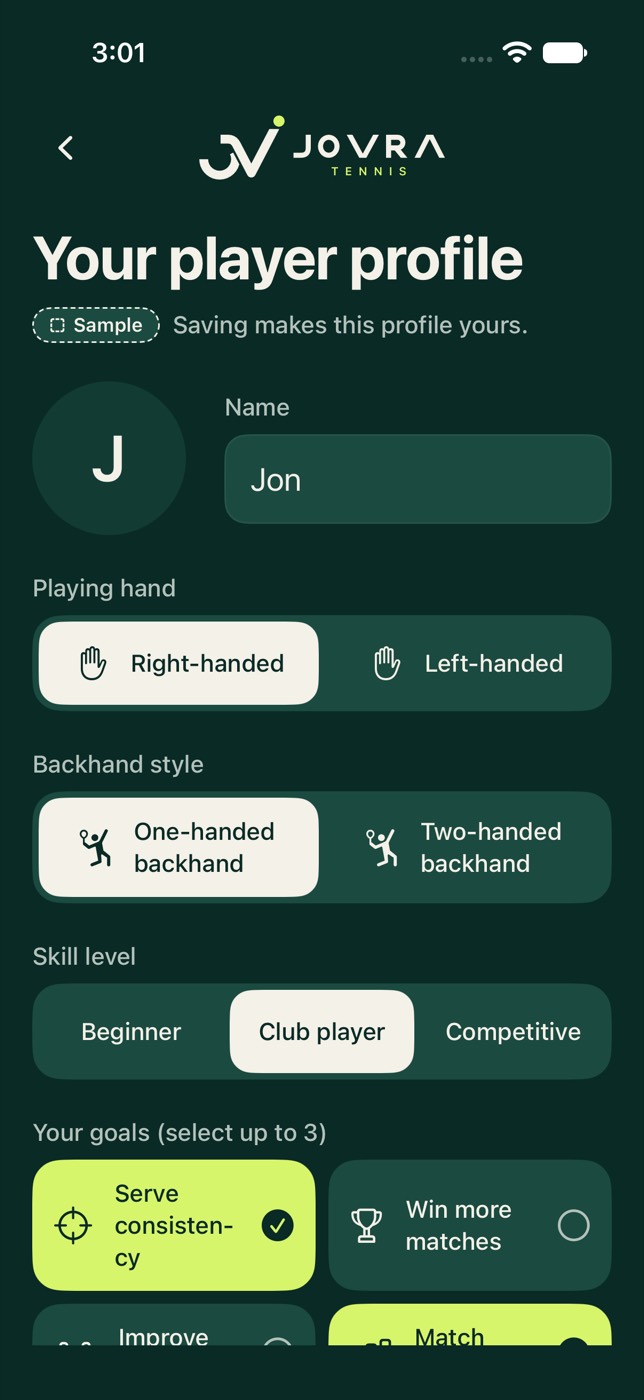 3:01
JOVRA
TENNIS
Your player profile
Sample
Saving makes this profile yours.
J
Name
Jon
Playing hand
Right-handed
Left-handed
Backhand style
One-handed
backhand
Two-handed
backhand
Skill level
Beginner
Club player
Competitive
Your goals (select up to 3)
Serve
consisten-
cy
Win more
matches
Improve
Match